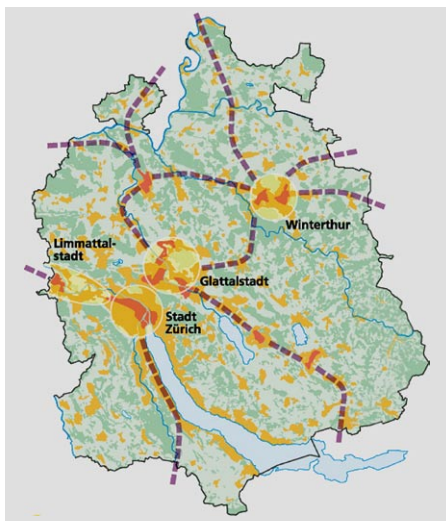 Winterthur
Limmattal-
stadt
Glattalstadt
Stadt
Zürich